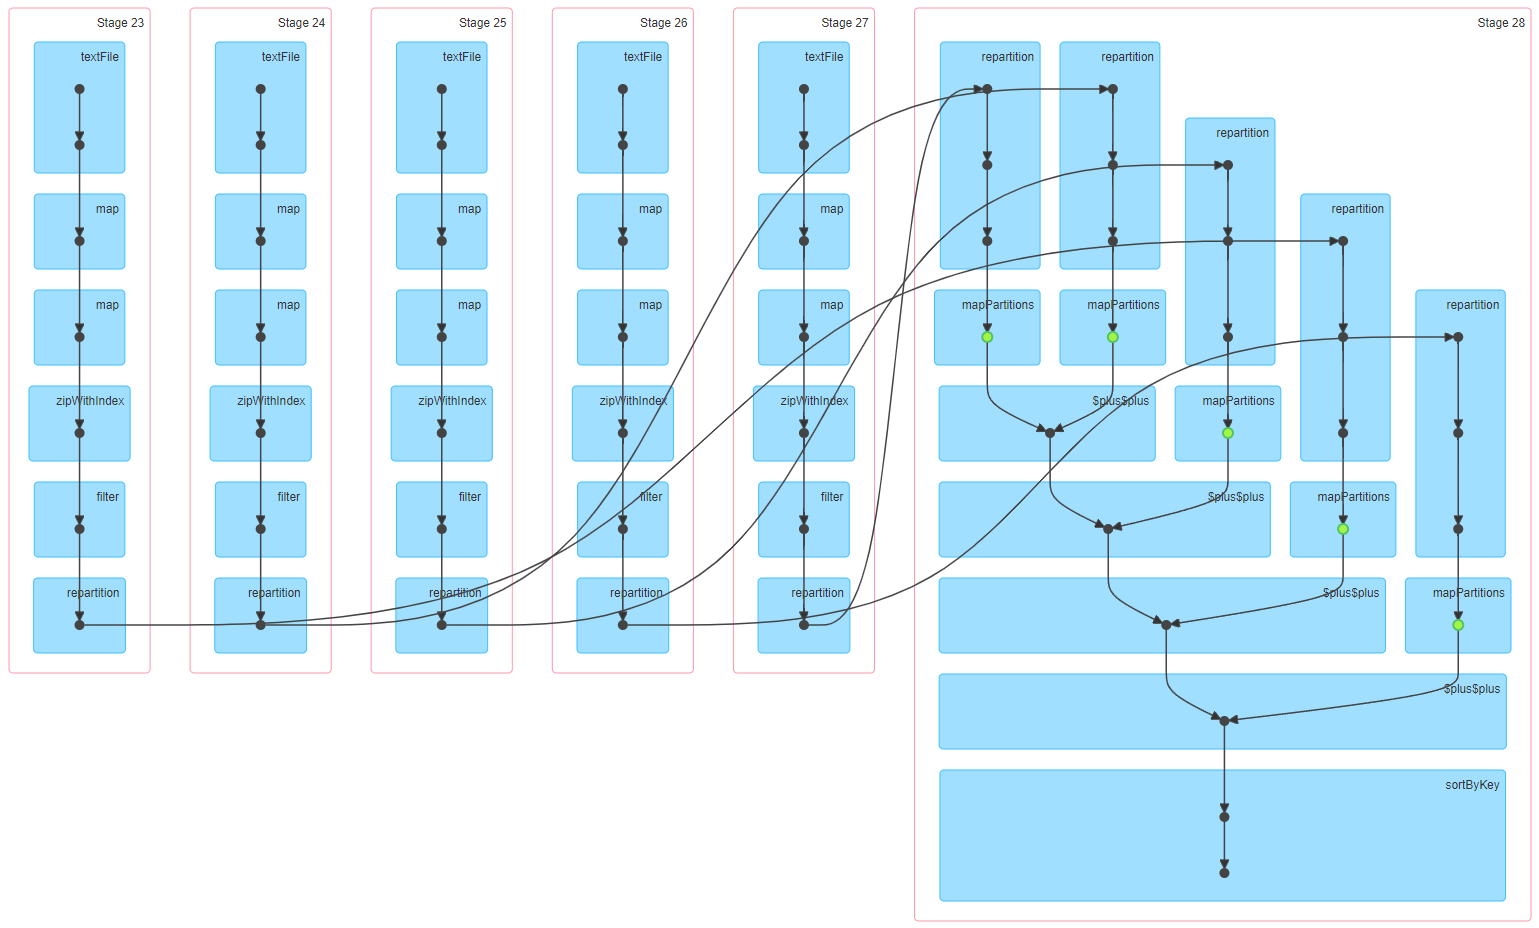 Stage 23
textFile
map
map
zipWithIndex
filter
repartition
Stage 24
textFile
map
map
zipWithIndex
filter
repartition
Stage 25
textFile
map
map
zipWithIndex
filter
repartition
Stage 26
textFile
map
map
zipWithIndex
filter
repartition
Stage 27
textFile
map
map
zipWithIndex
filter
repartition
Stage 28
repartition
repartition
repartition
repartition
mapPartitions
mapPartitions
repartition
$plus$plus
mapPartitions
$plus$plus
mapPartitions
$plus$plus
mapPartitions
$plus$plus
sortByKey